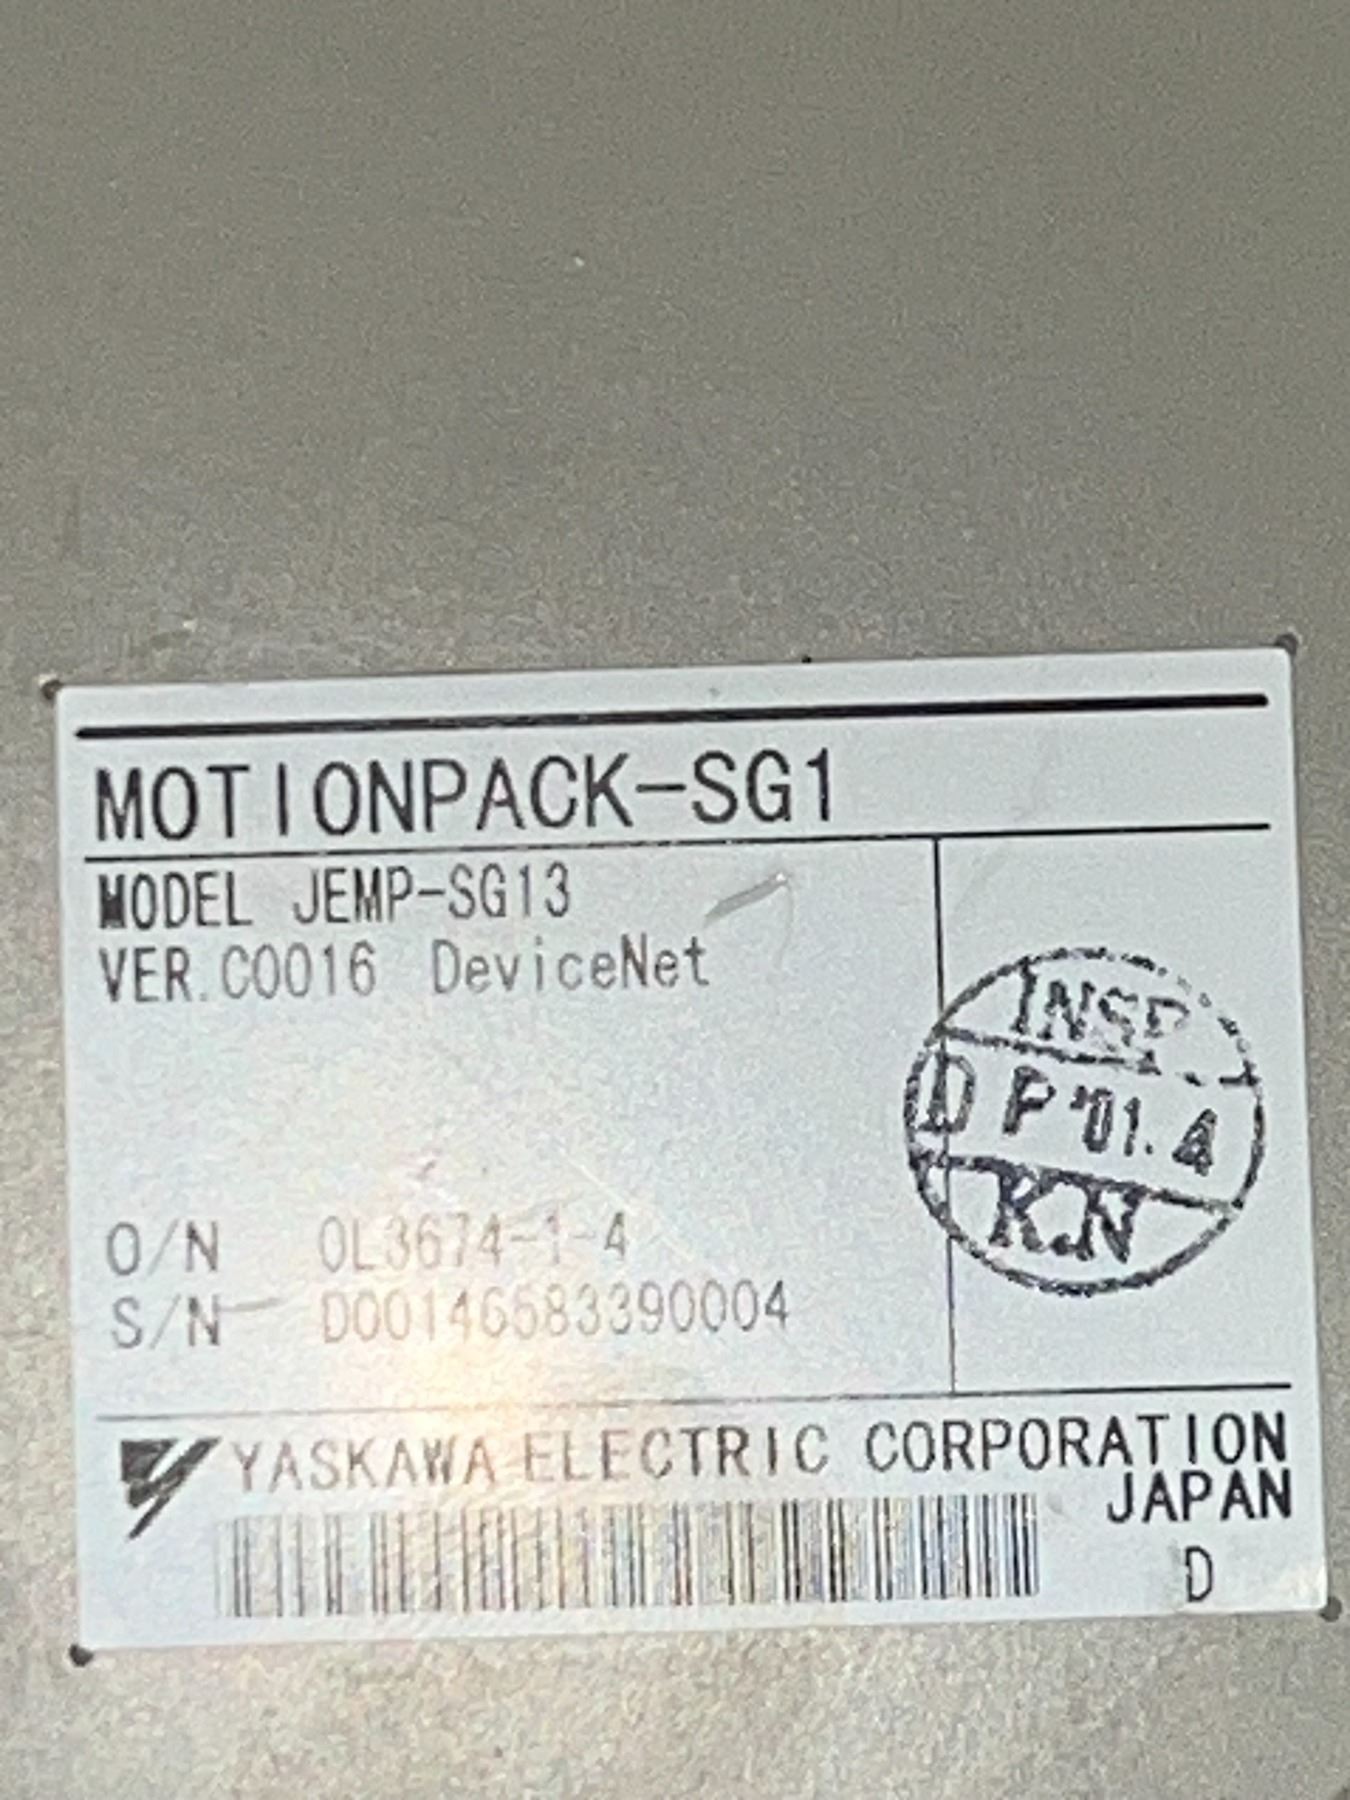 MOTIONPACK-SG1
MODEL JEMP-SG13
VER.C0016 DeviceNet
INSP
D P '01. 4
K.N
O/N 0L3674-1-4
S/N D00146583390004
YASKAWA ELECTRIC CORPORATION
JAPAN
D